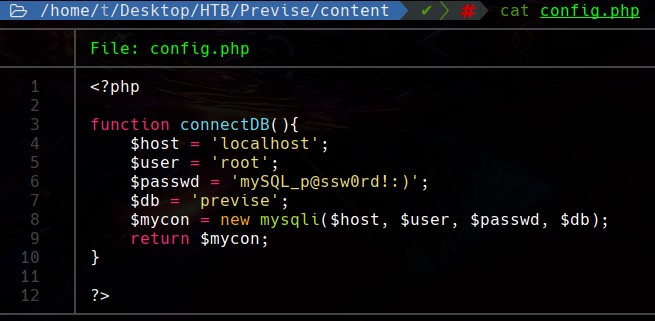 /home/t/Desktop/HTB/Previse/content ✔ # cat config.php
File: config.php
1 <?php
2
3 function connectDB(){
4     $host = 'localhost';
5     $user = 'root';
6     $passwd = 'mySQL_p@ssw0rd!:)';
7     $db = 'previse';
8     $mycon = new mysqli($host, $user, $passwd, $db);
9     return $mycon;
10 }
11
12 ?>